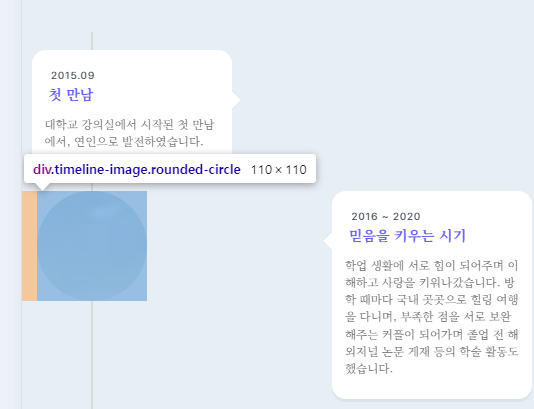 2015.09
첫 만남
대학교 강의실에서 시작된 첫 만남
에서, 연인으로 발전하였습니다.
div.timeline-image.rounded-circle 110 × 110
2016 ~ 2020
믿음을 키우는 시기
학업 생활에 서로 힘이 되어주며 이
해하고 사랑을 키워나갔습니다. 방
학 때마다 국내 곳곳으로 힐링 여행
을 다니며, 부족한 점을 서로 보완
해주는 커플이 되어가며 졸업 전 해
외저널 논문 게재 등의 학술 활동도
했습니다.